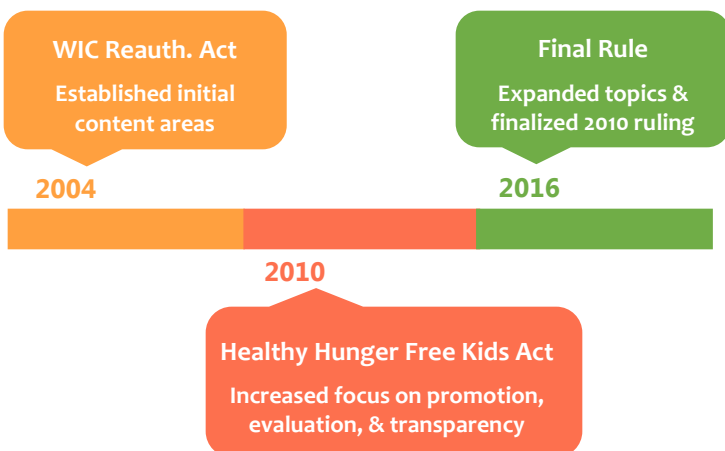 WIC Reauth. Act
Established initial
content areas
Final Rule
Expanded topics &
finalized 2010 ruling
2004
2016
2010
Healthy Hunger Free Kids Act
Increased focus on promotion,
evaluation, & transparency